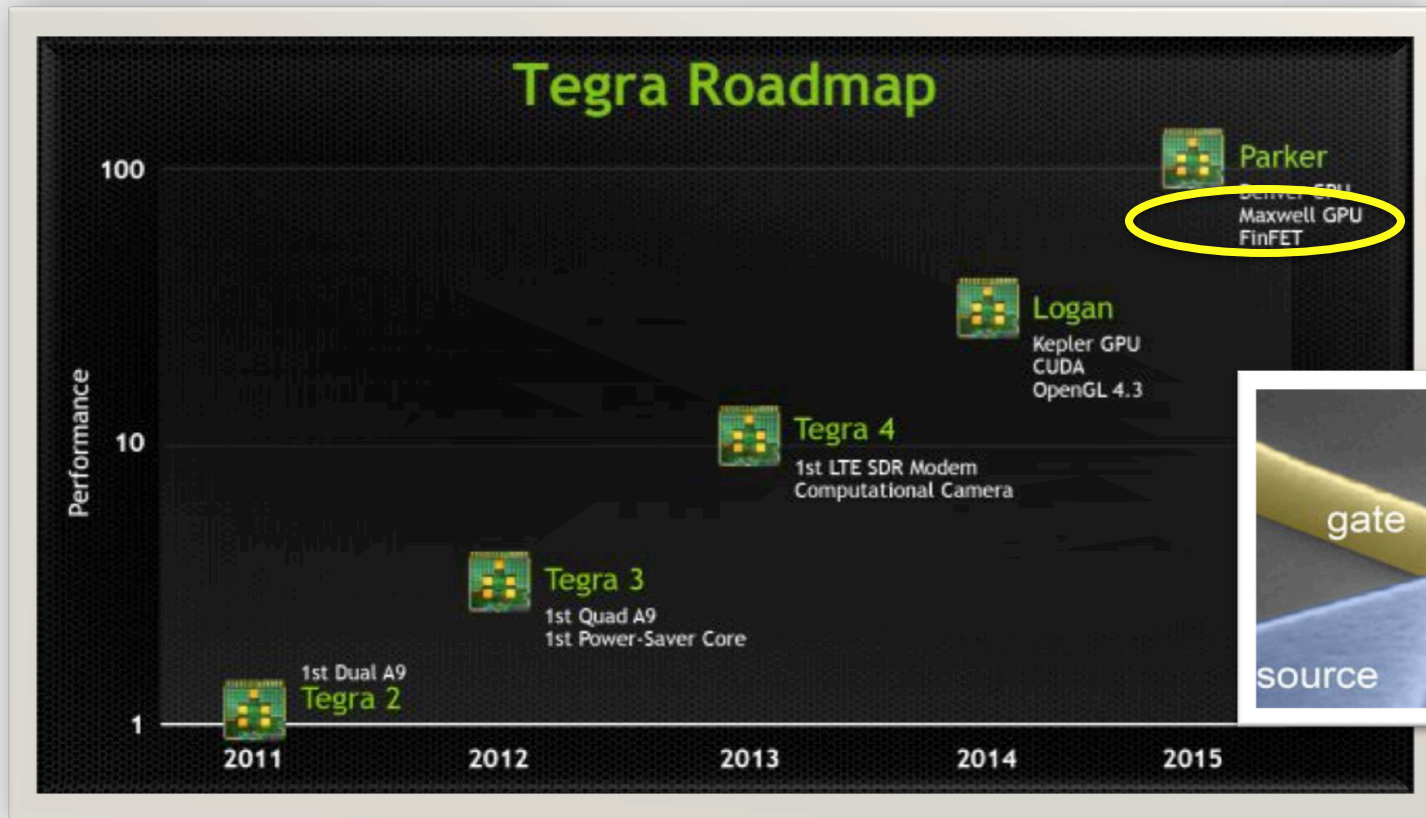 Tegra Roadmap
100
Parker
Denver CPU
Maxwell GPU
FinFET
Logan
Kepler GPU
CUDA
OpenGL 4.3
Performance
10
Tegra 4
1st LTE SDR Modem
Computational Camera
gate
Tegra 3
1st Quad A9
1st Power-Saver Core
source
1st Dual A9
Tegra 2
1
2011
2012
2013
2014
2015